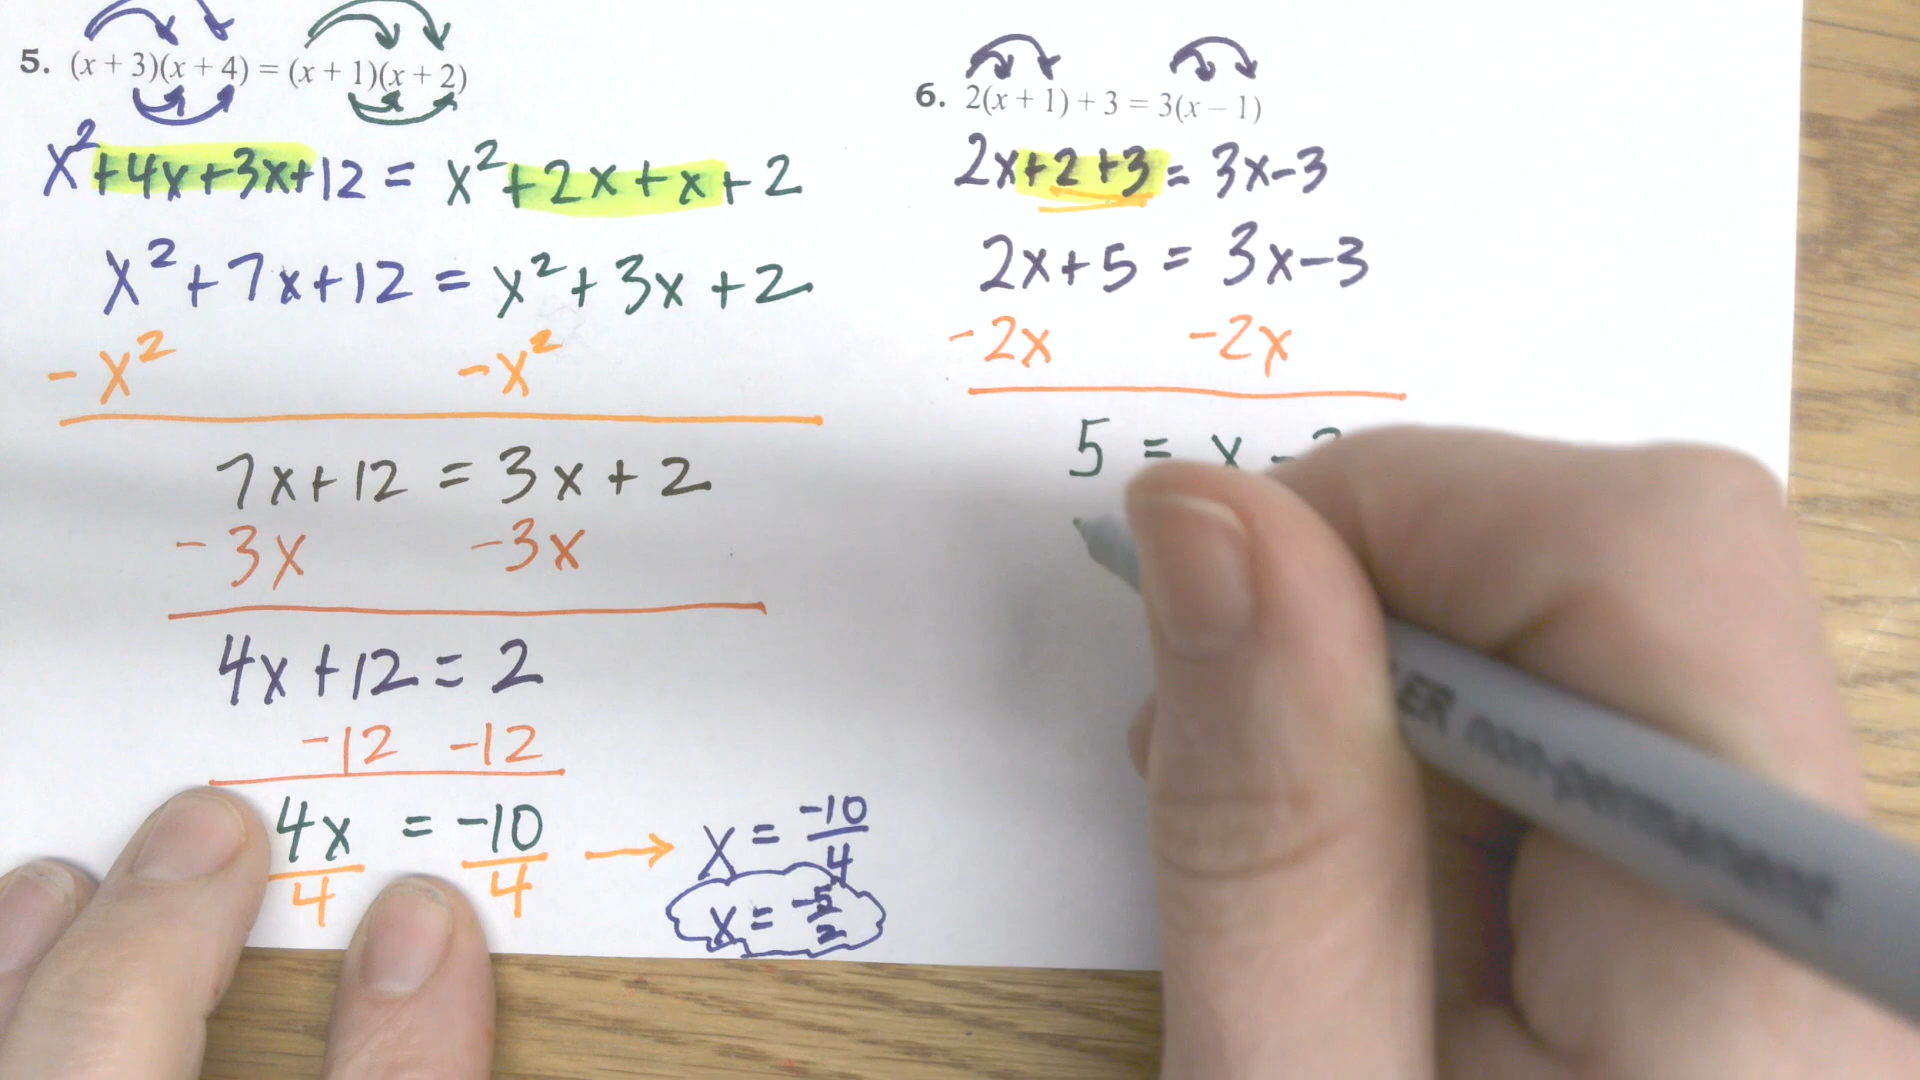 5. (x + 3)(x + 4) = (x + 1)(x + 2)
x²+4x+3x+12 = x²+2x+x+2
x²+7x+12 = x²+3x+2
-x² -x²
7x+12 = 3x+2
-3x -3x
4x+12 = 2
-12 -12
4x/4 = -10/4 → x = -10/4
x = -5/2
6. 2(x + 1) + 3 = 3(x − 1)
2x+2+3 = 3x-3
2x+5 = 3x-3
-2x -2x
5 = x -
ER non-permanent